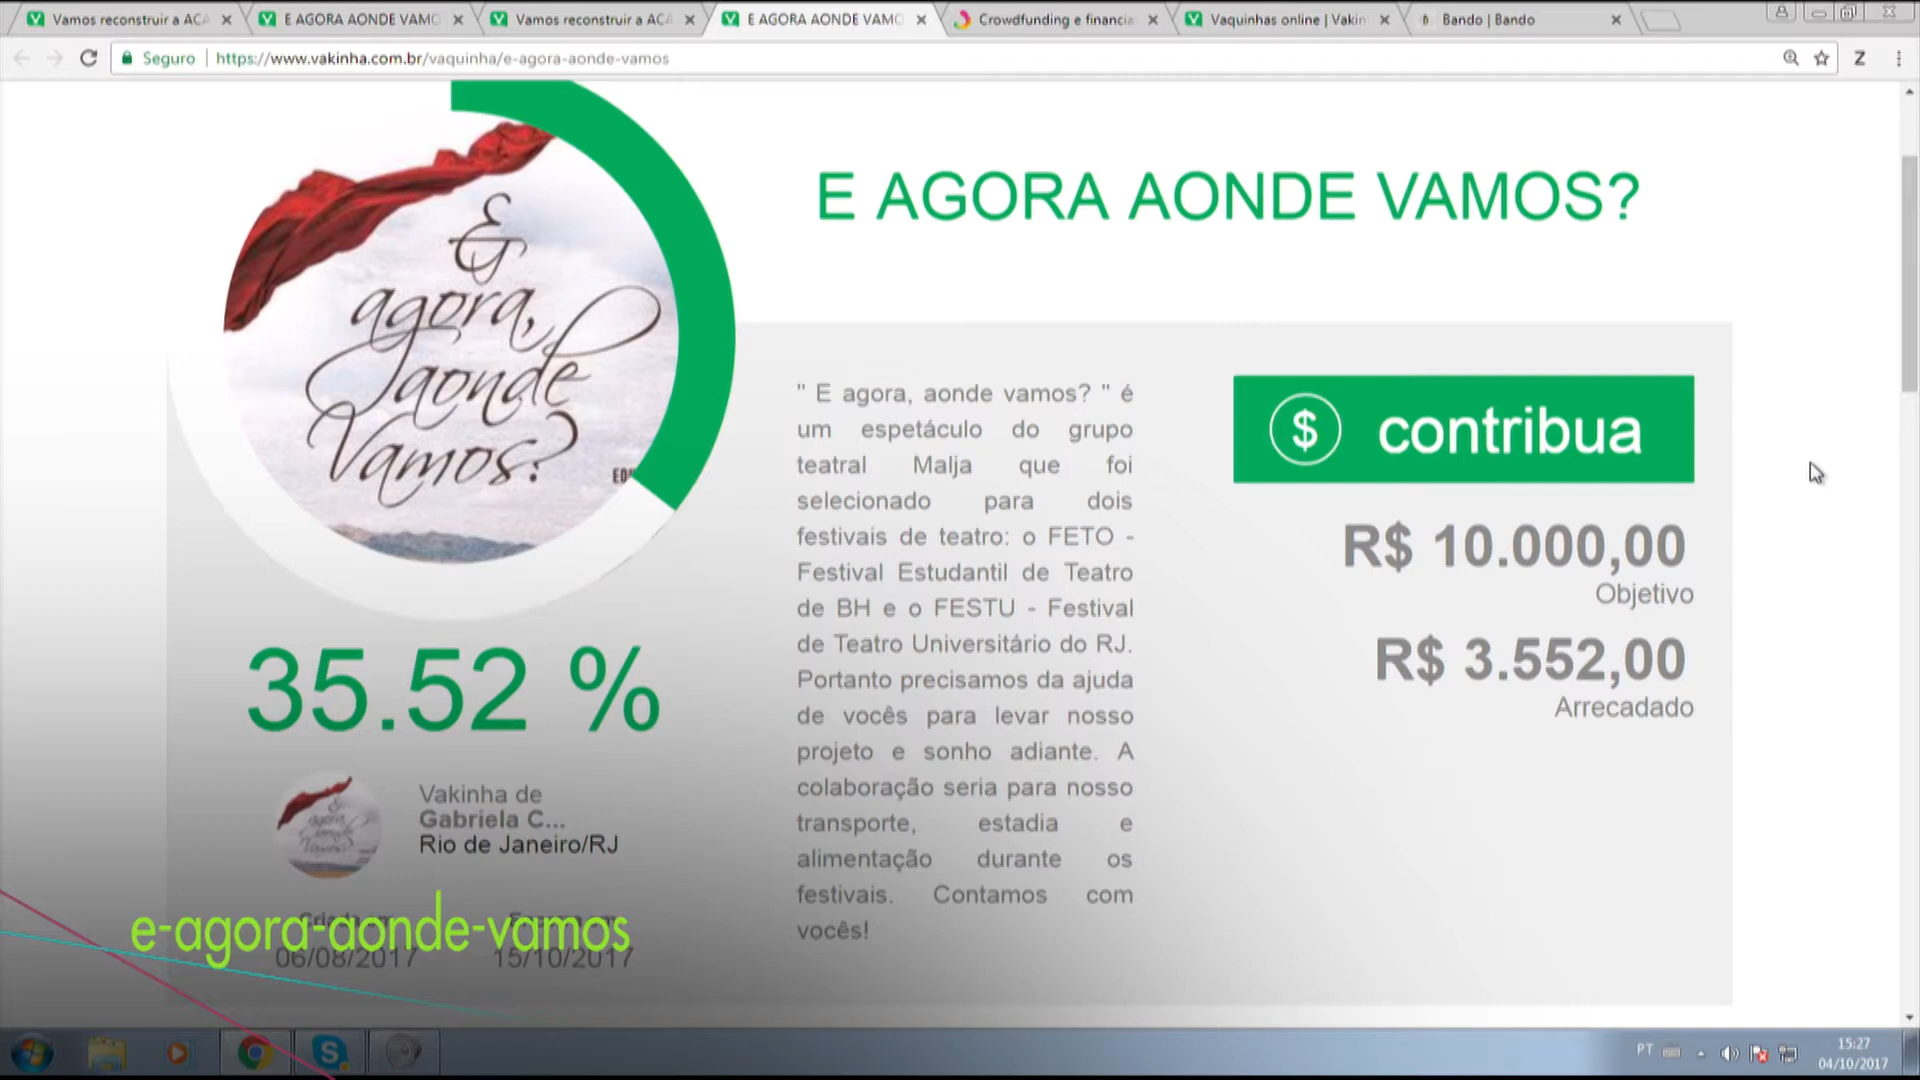 Vamos reconstruir a ACA
E AGORA AONDE VAMO
Vamos reconstruir a ACA
E AGORA AONDE VAMO
Crowdfunding e financia
Vaquinhas online | Vakin
Bando | Bando
Seguro
https://www.vakinha.com.br/vaquinha/e-agora-aonde-vamos
Z
E AGORA AONDE VAMOS?
E
agora,
aonde
Vamos?
" E agora, aonde vamos? " é
um espetáculo do grupo
teatral Malja que foi
selecionado para dois
festivais de teatro: o FETO -
Festival Estudantil de Teatro
de BH e o FESTU - Festival
de Teatro Universitário do RJ.
Portanto precisamos da ajuda
de vocês para levar nosso
projeto e sonho adiante. A
colaboração seria para nosso
transporte, estadia e
alimentação durante os
festivais. Contamos com
vocês!
$ contribua
R$ 10.000,00
Objetivo
R$ 3.552,00
Arrecadado
35.52 %
Vakinha de
Gabriela C...
Rio de Janeiro/RJ
06/08/2017
15/10/2017
e-agora-aonde-vamos
PT
15:27
04/10/2017